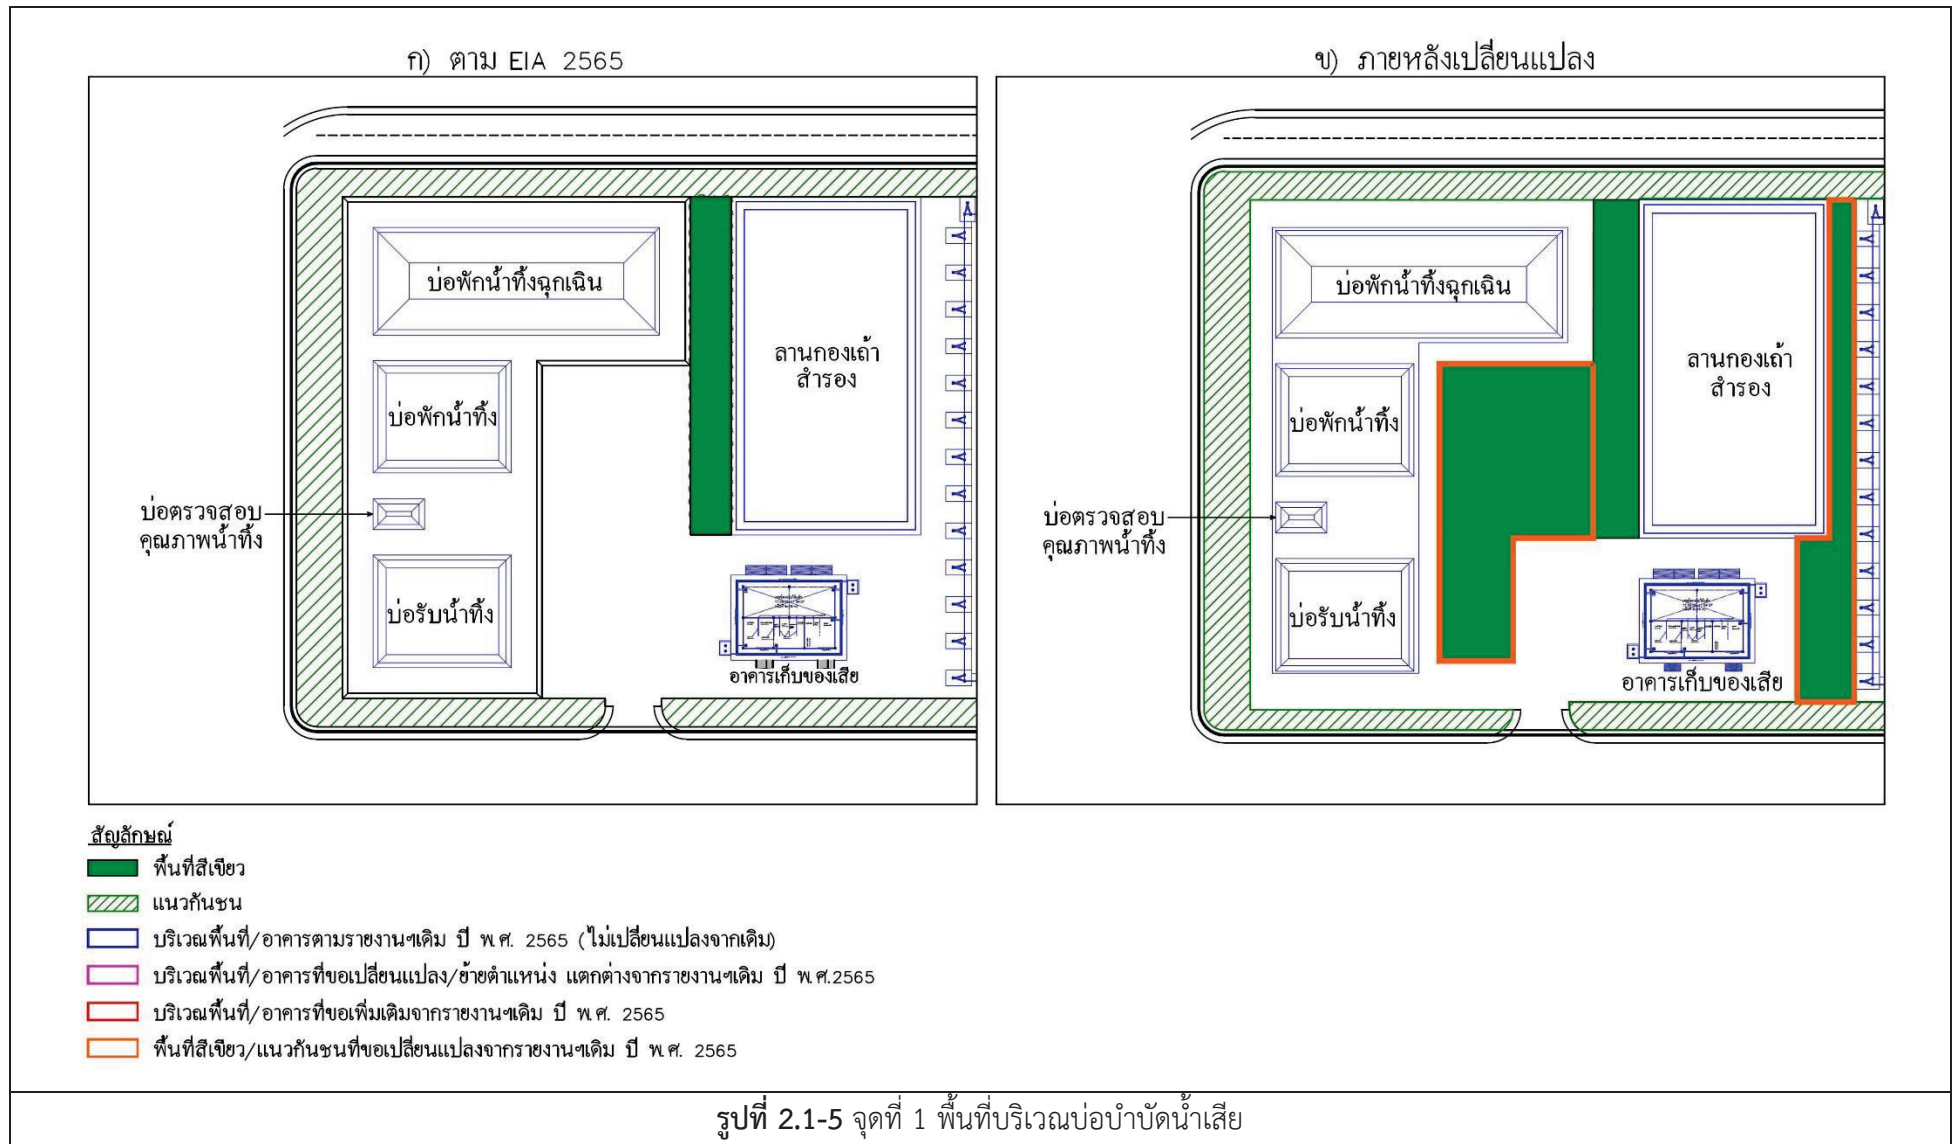 ก) ตาม EIA 2565
บ่อพักน้ำทิ้งฉุกเฉิน
ลานกองเถ้า
สำรอง
บ่อพักน้ำทิ้ง
บ่อตรวจสอบ
คุณภาพน้ำทิ้ง
บ่อรับน้ำทิ้ง
อาคารเก็บของเสีย
ข) ภายหลังเปลี่ยนแปลง
บ่อพักน้ำทิ้งฉุกเฉิน
ลานกองเถ้า
สำรอง
บ่อพักน้ำทิ้ง
บ่อตรวจสอบ
คุณภาพน้ำทิ้ง
บ่อรับน้ำทิ้ง
อาคารเก็บของเสีย
สัญลักษณ์
พื้นที่สีเขียว
แนวกันชน
บริเวณพื้นที่/อาคารตามรายงานฯเดิม ปี พ.ศ. 2565 (ไม่เปลี่ยนแปลงจากเดิม)
บริเวณพื้นที่/อาคารที่ขอเปลี่ยนแปลง/ย้ายตำแหน่ง แตกต่างจากรายงานฯเดิม ปี พ.ศ.2565
บริเวณพื้นที่/อาคารที่ขอเพิ่มเติมจากรายงานฯเดิม ปี พ.ศ. 2565
พื้นที่สีเขียว/แนวกันชนที่ขอเปลี่ยนแปลงจากรายงานฯเดิม ปี พ.ศ. 2565
รูปที่ 2.1-5 จุดที่ 1 พื้นที่บริเวณบ่อบำบัดน้ำเสีย